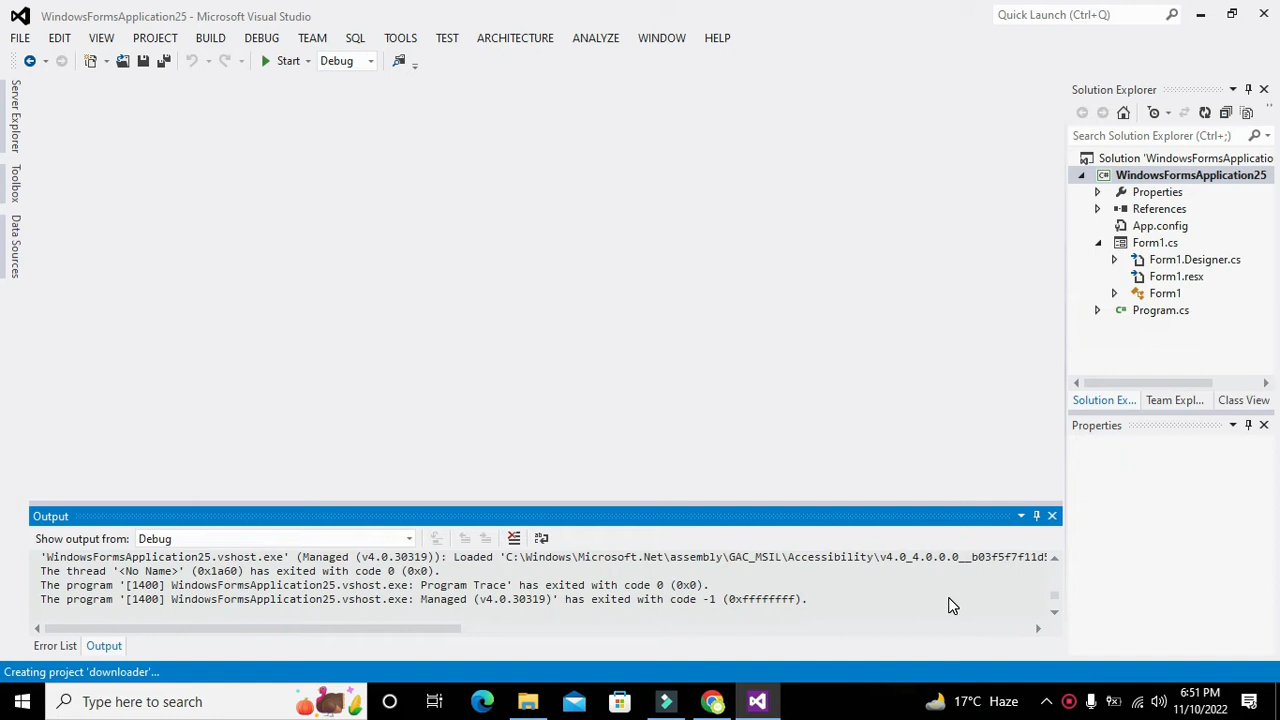 WindowsFormsApplication25 - Microsoft Visual Studio
Quick Launch (Ctrl+Q)
FILE EDIT VIEW PROJECT BUILD DEBUG TEAM SQL TOOLS TEST ARCHITECTURE ANALYZE WINDOW HELP
Start Debug
Server Explorer
Toolbox
Data Sources
Solution Explorer
Search Solution Explorer (Ctrl+;)
Solution 'WindowsFormsApplicatio
WindowsFormsApplication25
Properties
References
App.config
Form1.cs
Form1.Designer.cs
Form1.resx
Form1
Program.cs
Solution Ex... Team Expl... Class View
Properties
Output
Show output from: Debug
'WindowsFormsApplication25.vshost.exe' (Managed (v4.0.30319)): Loaded 'C:\Windows\Microsoft.Net\assembly\GAC_MSIL\Accessibility\v4.0_4.0.0.0__b03f5f7f11d5
The thread '<No Name>' (0x1a60) has exited with code 0 (0x0).
The program '[1400] WindowsFormsApplication25.vshost.exe: Program Trace' has exited with code 0 (0x0).
The program '[1400] WindowsFormsApplication25.vshost.exe: Managed (v4.0.30319)' has exited with code -1 (0xffffffff).
Error List Output
Creating project 'downloader'...
Type here to search
17°C Haze
6:51 PM
11/10/2022